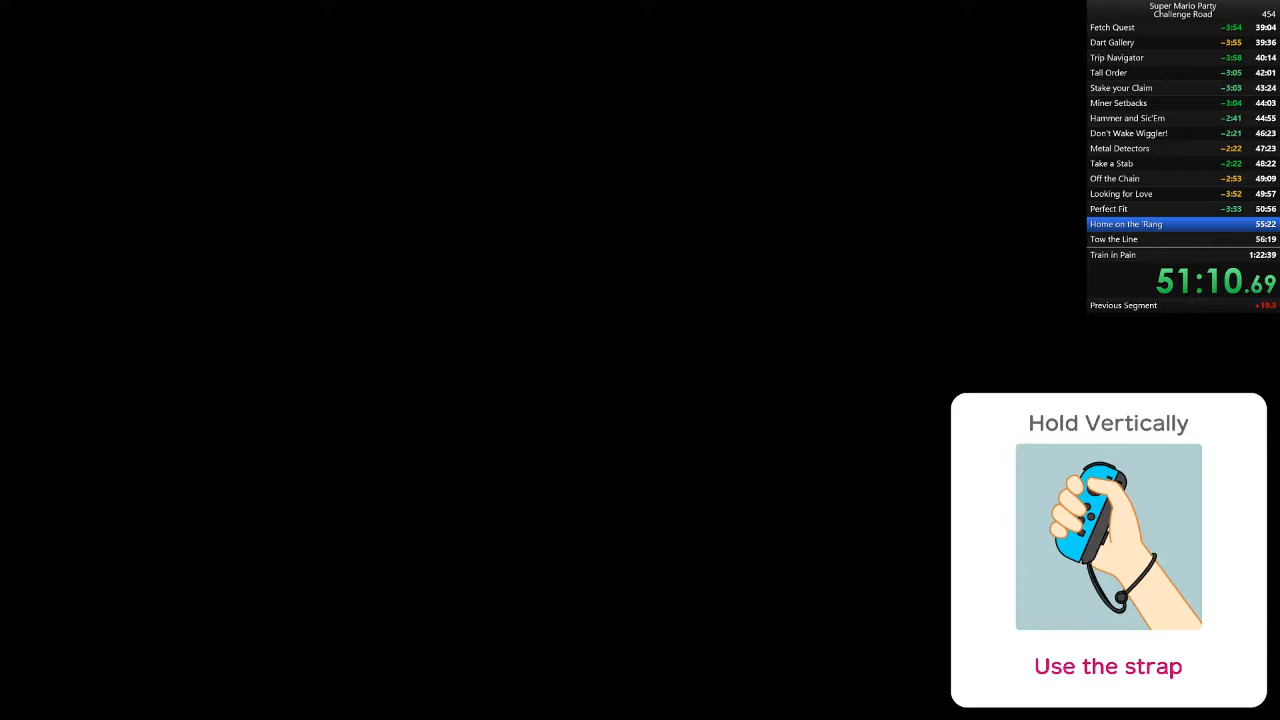 Super Mario Party
Challenge Road 454
Fetch Quest −3:54 39:04
Dart Gallery −3:55 39:36
Trip Navigator −3:58 40:14
Tall Order −3:05 42:01
Stake your Claim −3:03 43:24
Miner Setbacks −3:04 44:03
Hammer and Sic'Em −2:41 44:55
Don't Wake Wiggler! −2:21 46:23
Metal Detectors −2:22 47:23
Take a Stab −2:22 48:22
Off the Chain −2:53 49:09
Looking for Love −3:52 49:57
Perfect Fit −3:33 50:56
Home on the 'Rang 55:22
Tow the Line 56:19
Train in Pain 1:22:39
51:10.69
Previous Segment +19.3
Hold Vertically
Use the strap